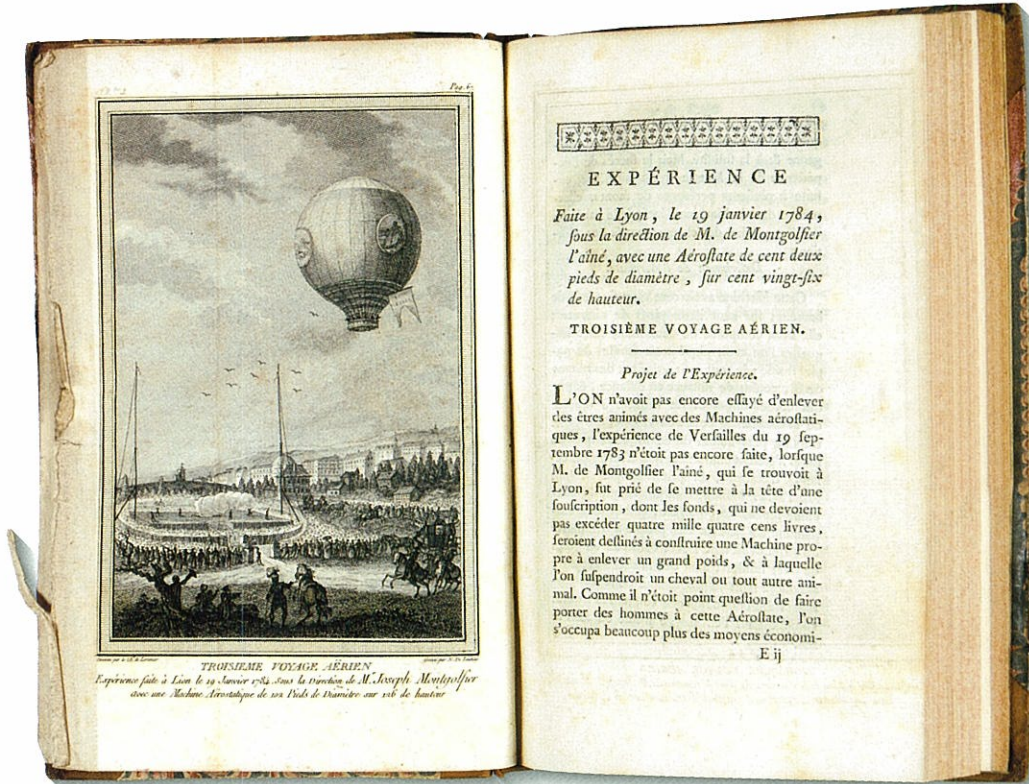 Pag. 67
TROISIEME VOYAGE AËRIEN
Expérience faite à Lion le 19 Janvier 1784 sous la Direction de Mr. Joseph Montgolfier
avec une Machine Aërostatique de 102 Pieds de Diamètre sur 126 de hauteur
EXPÉRIENCE
Faite à Lyon, le 19 janvier 1784,
ſous la direction de M. de Montgolfier
l'aîné, avec une Aéroſtate de cent deux
pieds de diamètre, ſur cent vingt-ſix
de hauteur.
TROISIÈME VOYAGE AÉRIEN.
Projet de l'Expérience.
L'ON n'avoit pas encore eſſayé d'enlever
des êtres animés avec des Machines aéroſtati-
ques, l'expérience de Verſailles du 19 ſep-
tembre 1783 n'étoit pas encore faite, lorſque
M. de Montgolfier l'aîné, qui ſe trouvoit à
Lyon, fut prié de ſe mettre à la tête d'une
ſouſcription, dont les fonds, qui ne devoient
pas excéder quatre mille quatre cens livres,
ſeroient deſtinés à conſtruire une Machine pro-
pre à enlever un grand poids, & à laquelle
l'on ſuſpendroit un cheval ou tout autre ani-
mal. Comme il n'étoit point queſtion de faire
porter des hommes à cette Aéroſtate, l'on
s'occupa beaucoup plus des moyens économi-
E ij